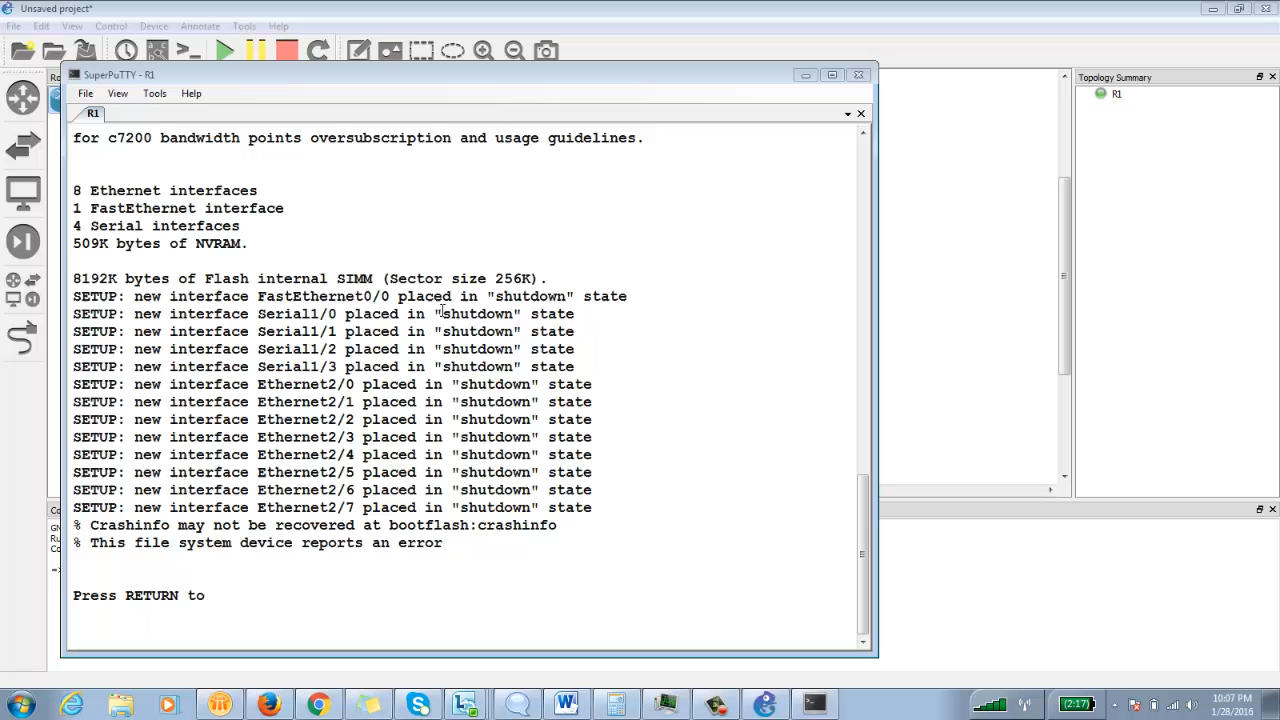 Unsaved project*
File Edit View Control Device Annotate Tools Help
SuperPuTTY - R1
File View Tools Help
R1
for c7200 bandwidth points oversubscription and usage guidelines.
8 Ethernet interfaces
1 FastEthernet interface
4 Serial interfaces
509K bytes of NVRAM.
8192K bytes of Flash internal SIMM (Sector size 256K).
SETUP: new interface FastEthernet0/0 placed in "shutdown" state
SETUP: new interface Serial1/0 placed in "shutdown" state
SETUP: new interface Serial1/1 placed in "shutdown" state
SETUP: new interface Serial1/2 placed in "shutdown" state
SETUP: new interface Serial1/3 placed in "shutdown" state
SETUP: new interface Ethernet2/0 placed in "shutdown" state
SETUP: new interface Ethernet2/1 placed in "shutdown" state
SETUP: new interface Ethernet2/2 placed in "shutdown" state
SETUP: new interface Ethernet2/3 placed in "shutdown" state
SETUP: new interface Ethernet2/4 placed in "shutdown" state
SETUP: new interface Ethernet2/5 placed in "shutdown" state
SETUP: new interface Ethernet2/6 placed in "shutdown" state
SETUP: new interface Ethernet2/7 placed in "shutdown" state
% Crashinfo may not be recovered at bootflash:crashinfo
% This file system device reports an error
Press RETURN to
Topology Summary
R1
(2:17)
10:07 PM
1/28/2016